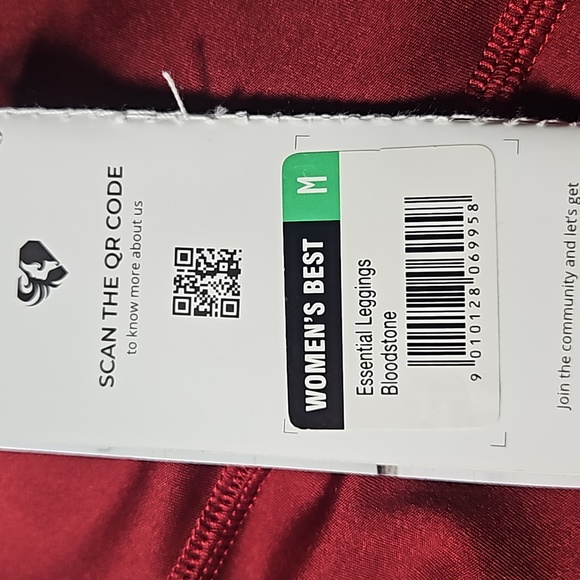 SCAN THE QR CODE
to know more about us
WOMEN'S BEST M
Essential Leggings
Bloodstone
9 010128 069958
Join the community and let's get